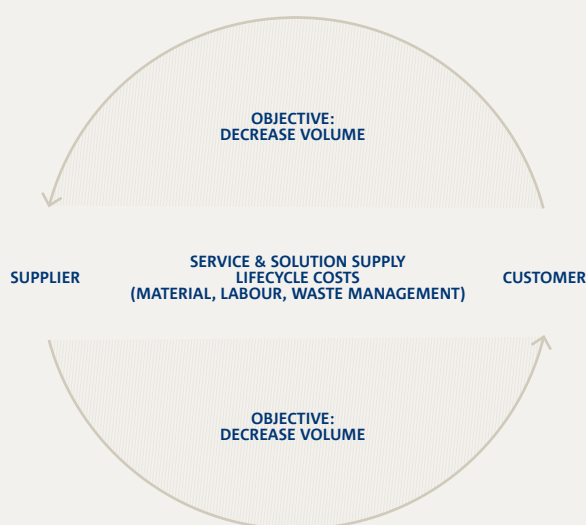 OBJECTIVE:
DECREASE VOLUME
SERVICE & SOLUTION SUPPLY
LIFECYCLE COSTS
(MATERIAL, LABOUR, WASTE MANAGEMENT)
SUPPLIER
CUSTOMER
OBJECTIVE:
DECREASE VOLUME